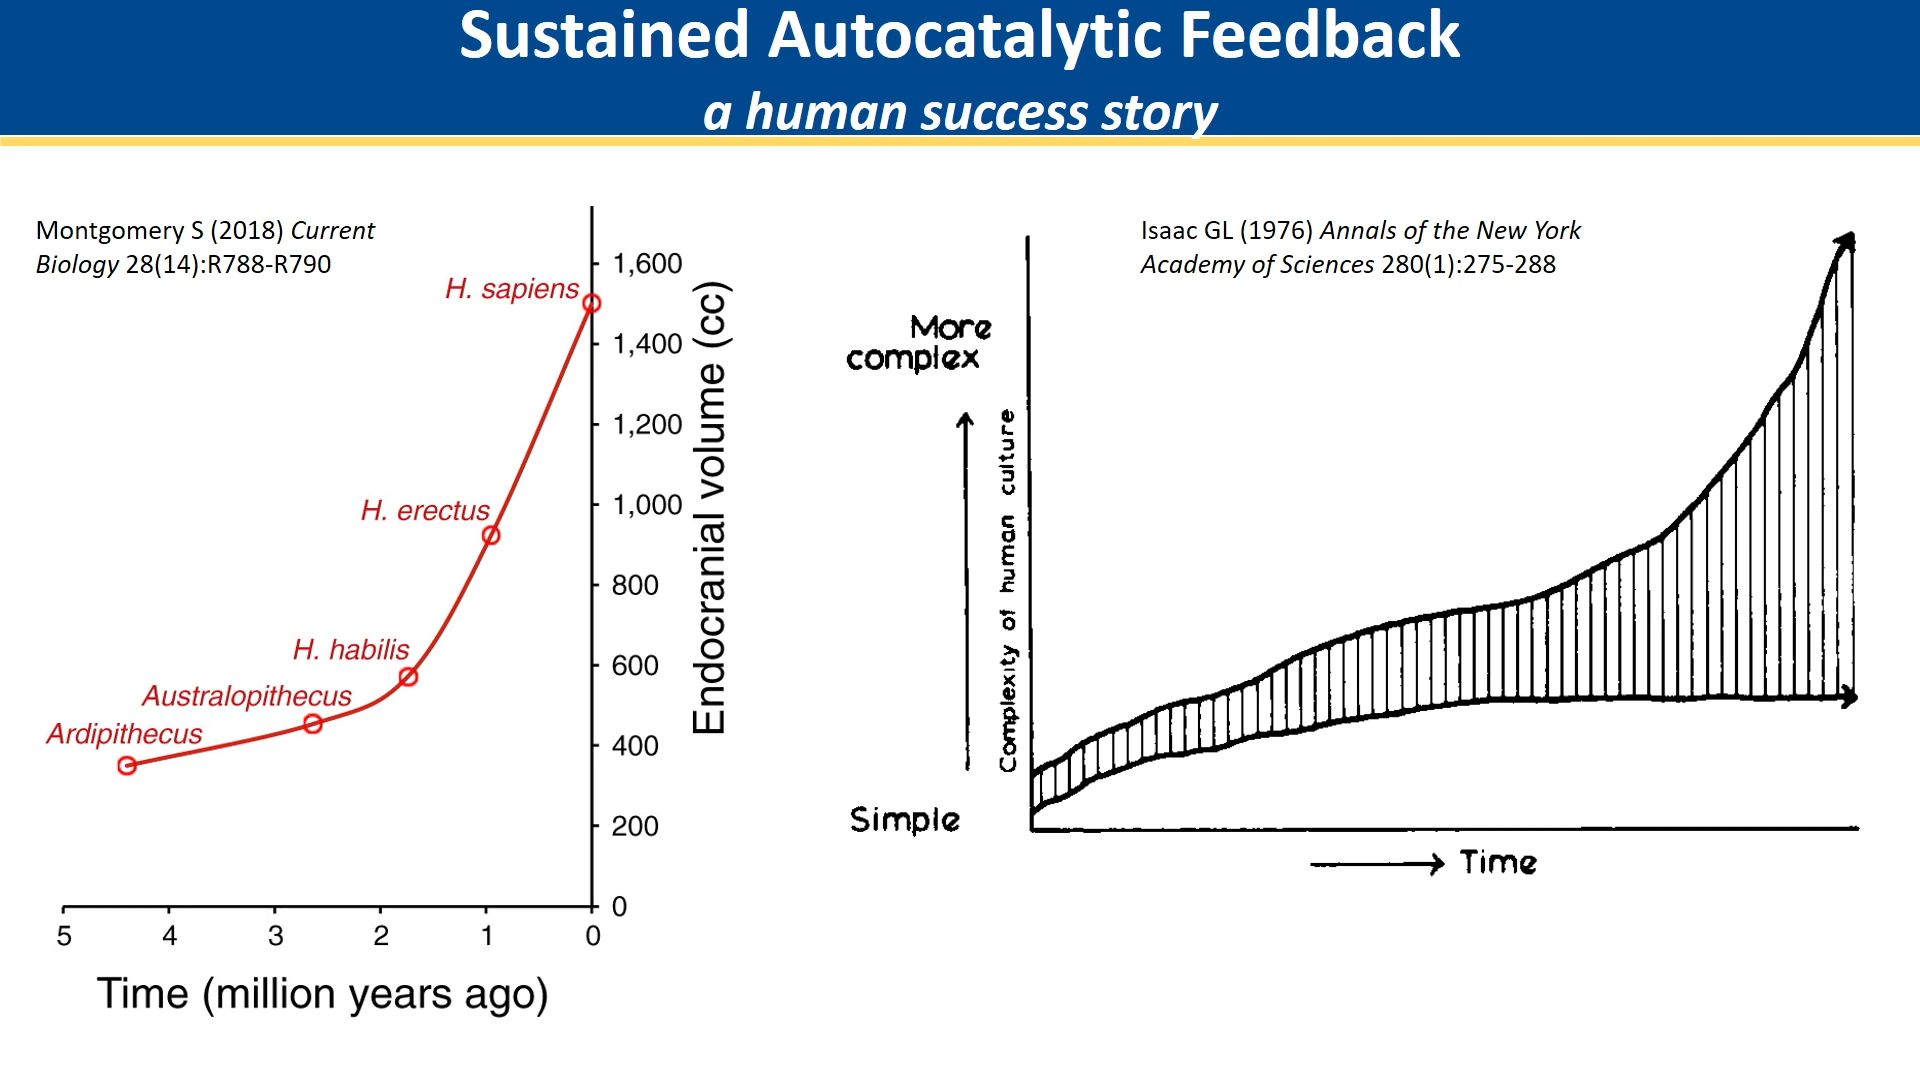 Sustained Autocatalytic Feedback
a human success story
Montgomery S (2018) Current
Biology 28(14):R788-R790
H. sapiens
H. erectus
H. habilis
Australopithecus
Ardipithecus
1,600
1,400
1,200
1,000
800
600
400
200
0
Endocranial volume (cc)
5 4 3 2 1 0
Time (million years ago)
Isaac GL (1976) Annals of the New York
Academy of Sciences 280(1):275-288
More
complex
Complexity of human culture
Simple
Time